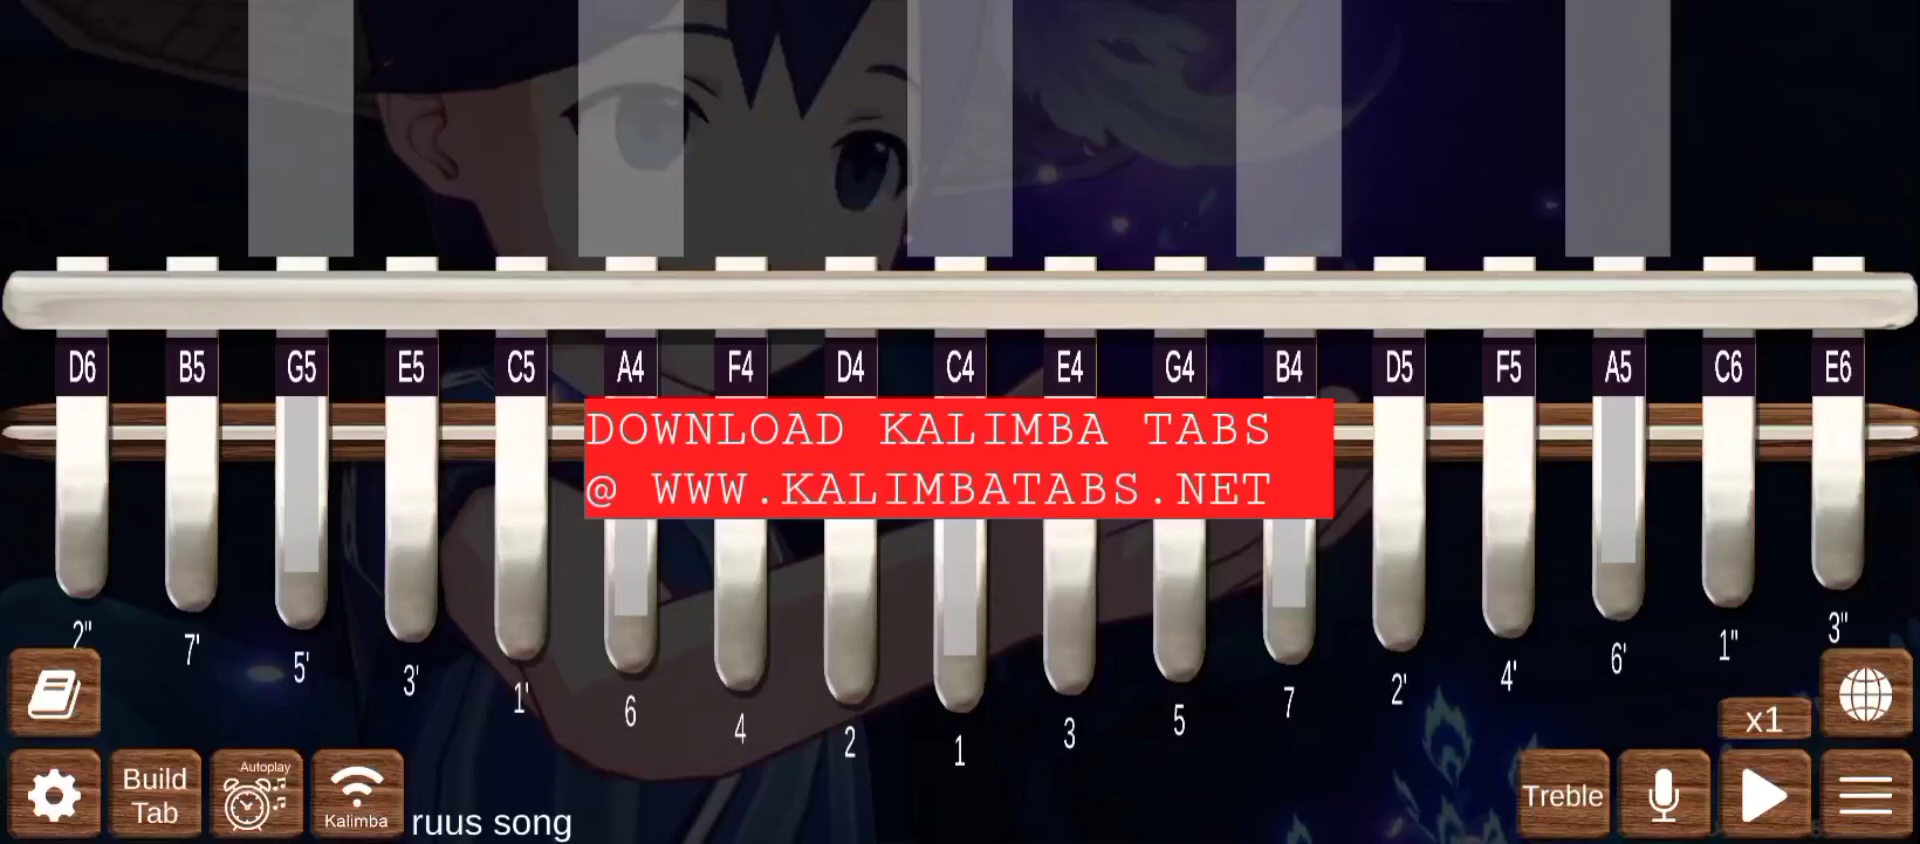 D6 B5 G5 E5 C5 A4 F4 D4 C4 E4 G4 B4 D5 F5 A5 C6 E6
DOWNLOAD KALIMBA TABS
@ WWW.KALIMBATABS.NET
2" 7' 5' 3' 1' 6 4 2 1 3 5 7 2' 4' 6' 1" 3"
x1
Build
Tab
Autoplay
Kalimba
ruus song
Treble